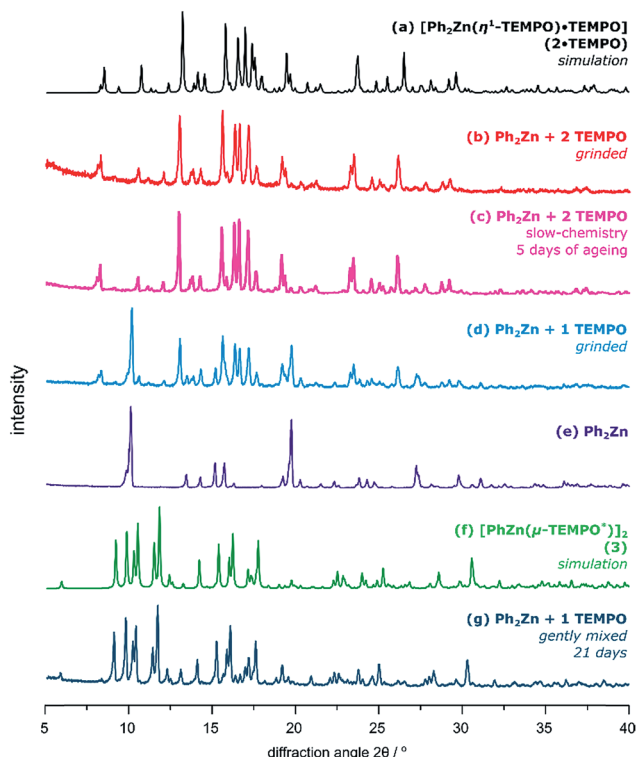 (a) [Ph₂Zn(η¹-TEMPO)•TEMPO]
(2•TEMPO)
simulation
(b) Ph₂Zn + 2 TEMPO
grinded
(c) Ph₂Zn + 2 TEMPO
slow-chemistry
5 days of ageing
(d) Ph₂Zn + 1 TEMPO
grinded
(e) Ph₂Zn
(f) [PhZn(μ-TEMPO*)]₂
(3)
simulation
(g) Ph₂Zn + 1 TEMPO
gently mixed
21 days
intensity
5 10 15 20 25 30 35 40
diffraction angle 2θ / °